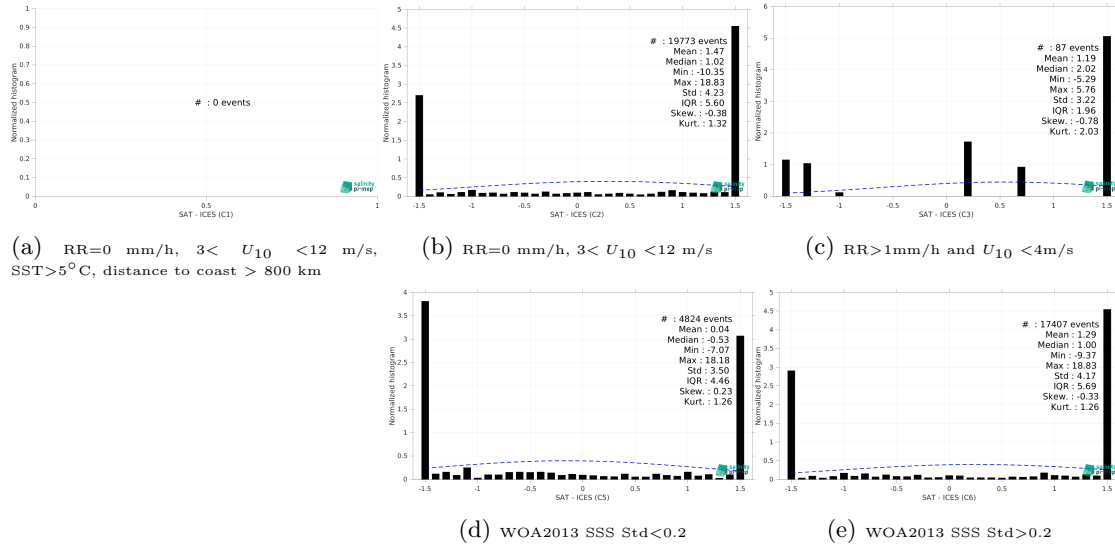 1
0.9
0.8
0.7
0.6
0.5
0.4
0.3
0.2
0.1
0
Normalized histogram
# : 0 events
0 0.5 1
SAT - ICES (C1)
salinity
pi-mep
(a) RR=0 mm/h, 3< U10 <12 m/s,
SST>5°C, distance to coast > 800 km
5
4.5
4
3.5
3
2.5
2
1.5
1
0.5
0
Normalized histogram
# : 19773 events
Mean : 1.47
Median : 1.02
Min : -10.35
Max : 18.83
Std : 4.23
IQR : 5.60
Skew. : -0.38
Kurt. : 1.32
-1.5 -1 -0.5 0 0.5 1 1.5
SAT - ICES (C2)
salinity
pi-mep
(b) RR=0 mm/h, 3< U10 <12 m/s
6
5
4
3
2
1
0
Normalized histogram
# : 87 events
Mean : 1.19
Median : 2.02
Min : -5.29
Max : 5.76
Std : 3.22
IQR : 1.96
Skew. : -0.78
Kurt. : 2.03
-1.5 -1 -0.5 0 0.5 1 1.5
SAT - ICES (C3)
salinity
pi-mep
(c) RR>1mm/h and U10 <4m/s
4
3.5
3
2.5
2
1.5
1
0.5
0
Normalized histogram
# : 4824 events
Mean : 0.04
Median : -0.53
Min : -7.07
Max : 18.18
Std : 3.50
IQR : 4.46
Skew. : 0.23
Kurt. : 1.26
-1.5 -1 -0.5 0 0.5 1 1.5
SAT - ICES (C5)
salinity
pi-mep
(d) WOA2013 SSS Std<0.2
5
4.5
4
3.5
3
2.5
2
1.5
1
0.5
0
Normalized histogram
# : 17407 events
Mean : 1.29
Median : 1.00
Min : -9.37
Max : 18.83
Std : 4.17
IQR : 5.69
Skew. : -0.33
Kurt. : 1.26
-1.5 -1 -0.5 0 0.5 1 1.5
SAT - ICES (C6)
salinity
pi-mep
(e) WOA2013 SSS Std>0.2